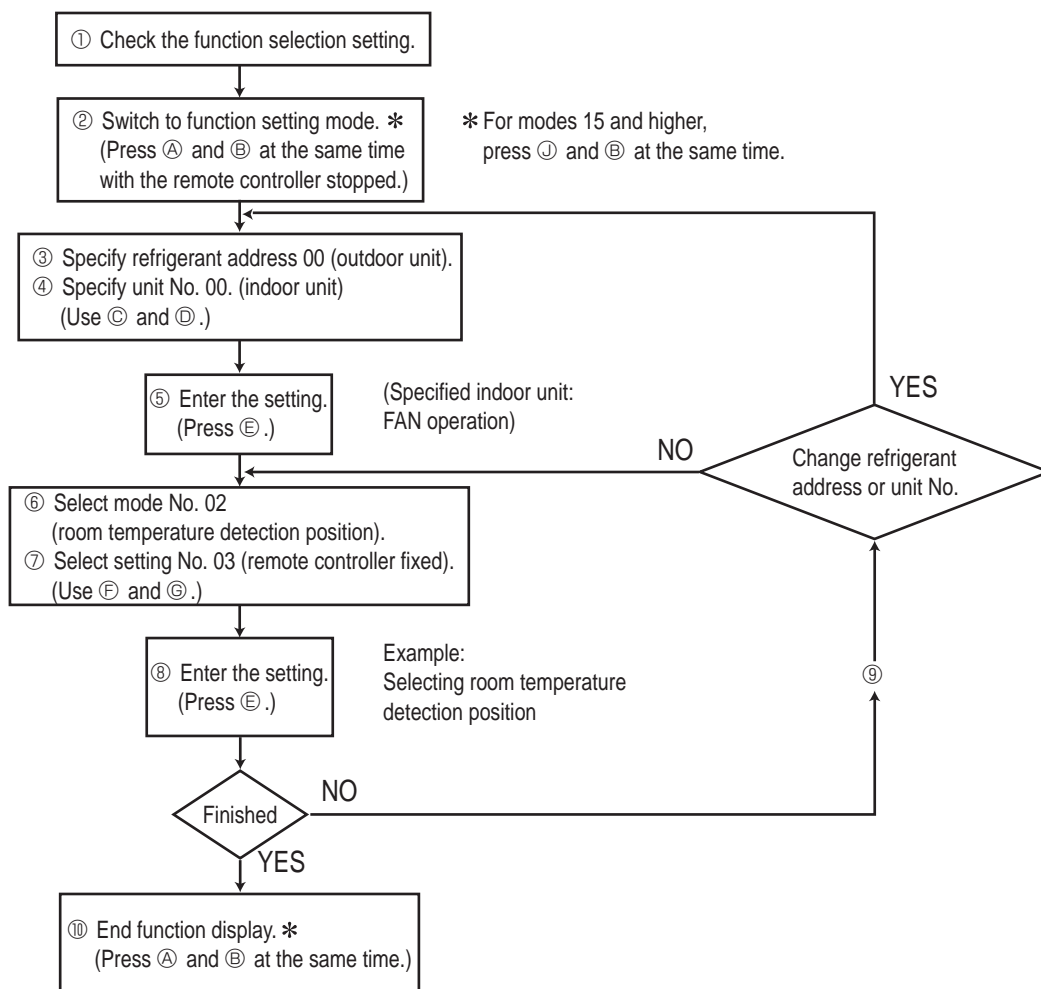 ① Check the function selection setting.
② Switch to function setting mode. *
(Press Ⓐ and Ⓑ at the same time
with the remote controller stopped.)
* For modes 15 and higher,
press Ⓙ and Ⓑ at the same time.
③ Specify refrigerant address 00 (outdoor unit).
④ Specify unit No. 00. (indoor unit)
(Use Ⓒ and Ⓓ.)
⑤ Enter the setting.
(Press Ⓔ.)
(Specified indoor unit:
FAN operation)
YES
NO
Change refrigerant
address or unit No.
⑥ Select mode No. 02
(room temperature detection position).
⑦ Select setting No. 03 (remote controller fixed).
(Use Ⓕ and Ⓖ.)
⑧ Enter the setting.
(Press Ⓔ.)
Example:
Selecting room temperature
detection position
⑨
Finished
NO
YES
⑩ End function display. *
(Press Ⓐ and Ⓑ at the same time.)